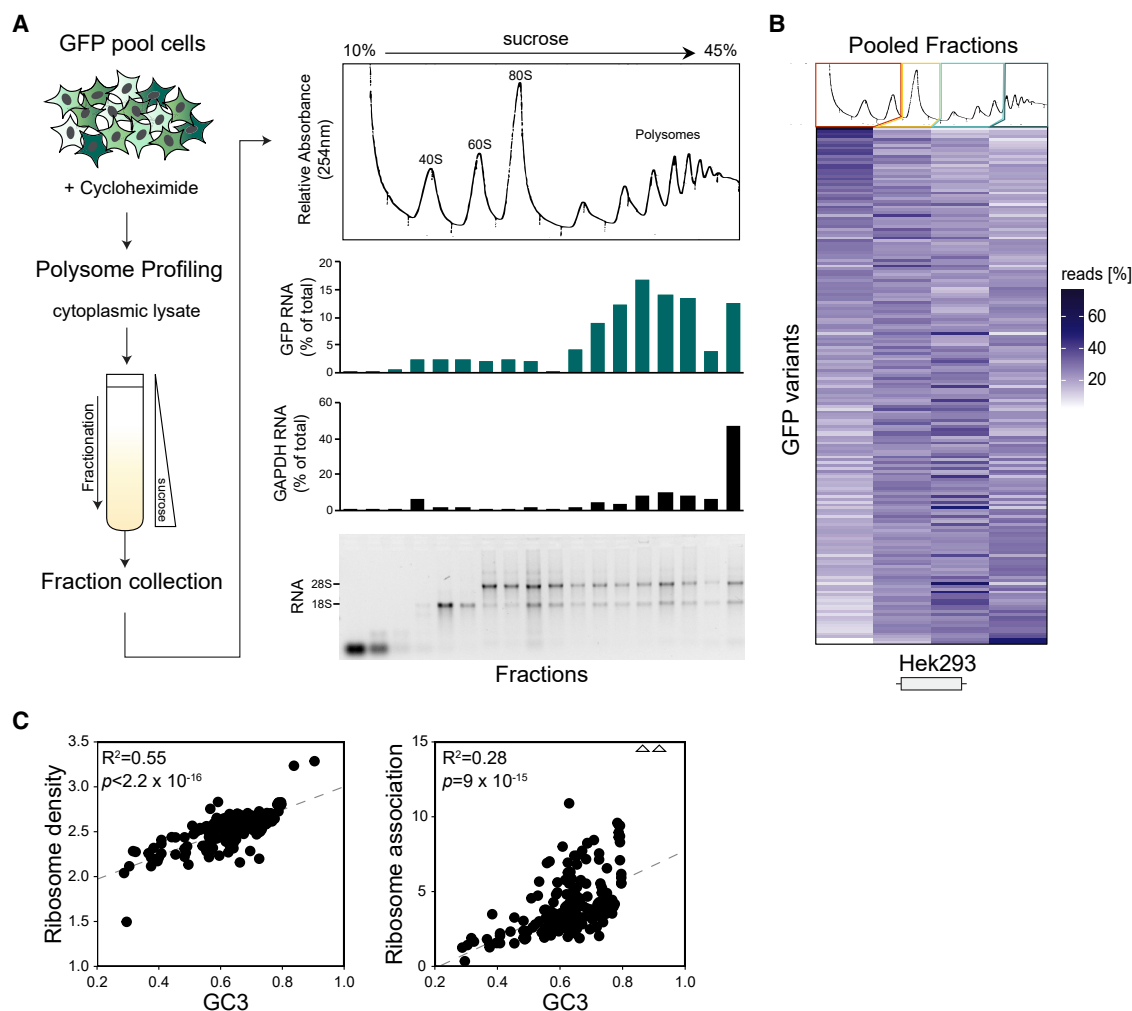 A
GFP pool cells
+ Cycloheximide
Polysome Profiling
cytoplasmic lysate
Fractionation
sucrose
Fraction collection
10%
sucrose
45%
Relative Absorbance
(254nm)
40S
60S
80S
Polysomes
GFP RNA
(% of total)
20
15
10
5
0
GAPDH RNA
(% of total)
60
40
20
0
RNA
28S
18S
Fractions
B
Pooled Fractions
GFP variants
reads [%]
60
40
20
Hek293
C
Ribosome density
3.5
3.0
2.5
2.0
1.5
1.0
R²=0.55
p<2.2 x 10⁻¹⁶
0.2 0.4 0.6 0.8 1.0
GC3
Ribosome association
15
10
5
0
R²=0.28
p=9 x 10⁻¹⁵
0.2 0.4 0.6 0.8 1.0
GC3